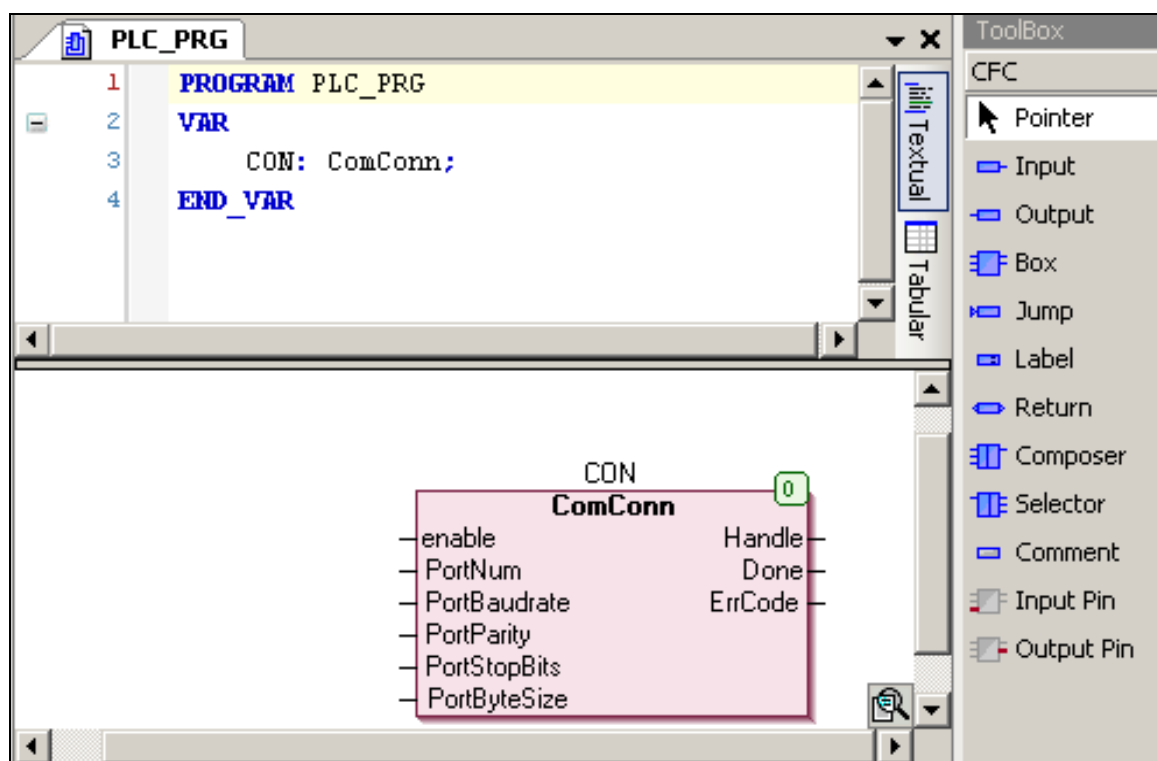 PLC_PRG
1 PROGRAM PLC_PRG
2 VAR
3 CON: ComConn;
4 END_VAR
Textual
Tabular
CON
0
ComConn
enable Handle
PortNum Done
PortBaudrate ErrCode
PortParity
PortStopBits
PortByteSize
ToolBox
CFC
Pointer
Input
Output
Box
Jump
Label
Return
Composer
Selector
Comment
Input Pin
Output Pin